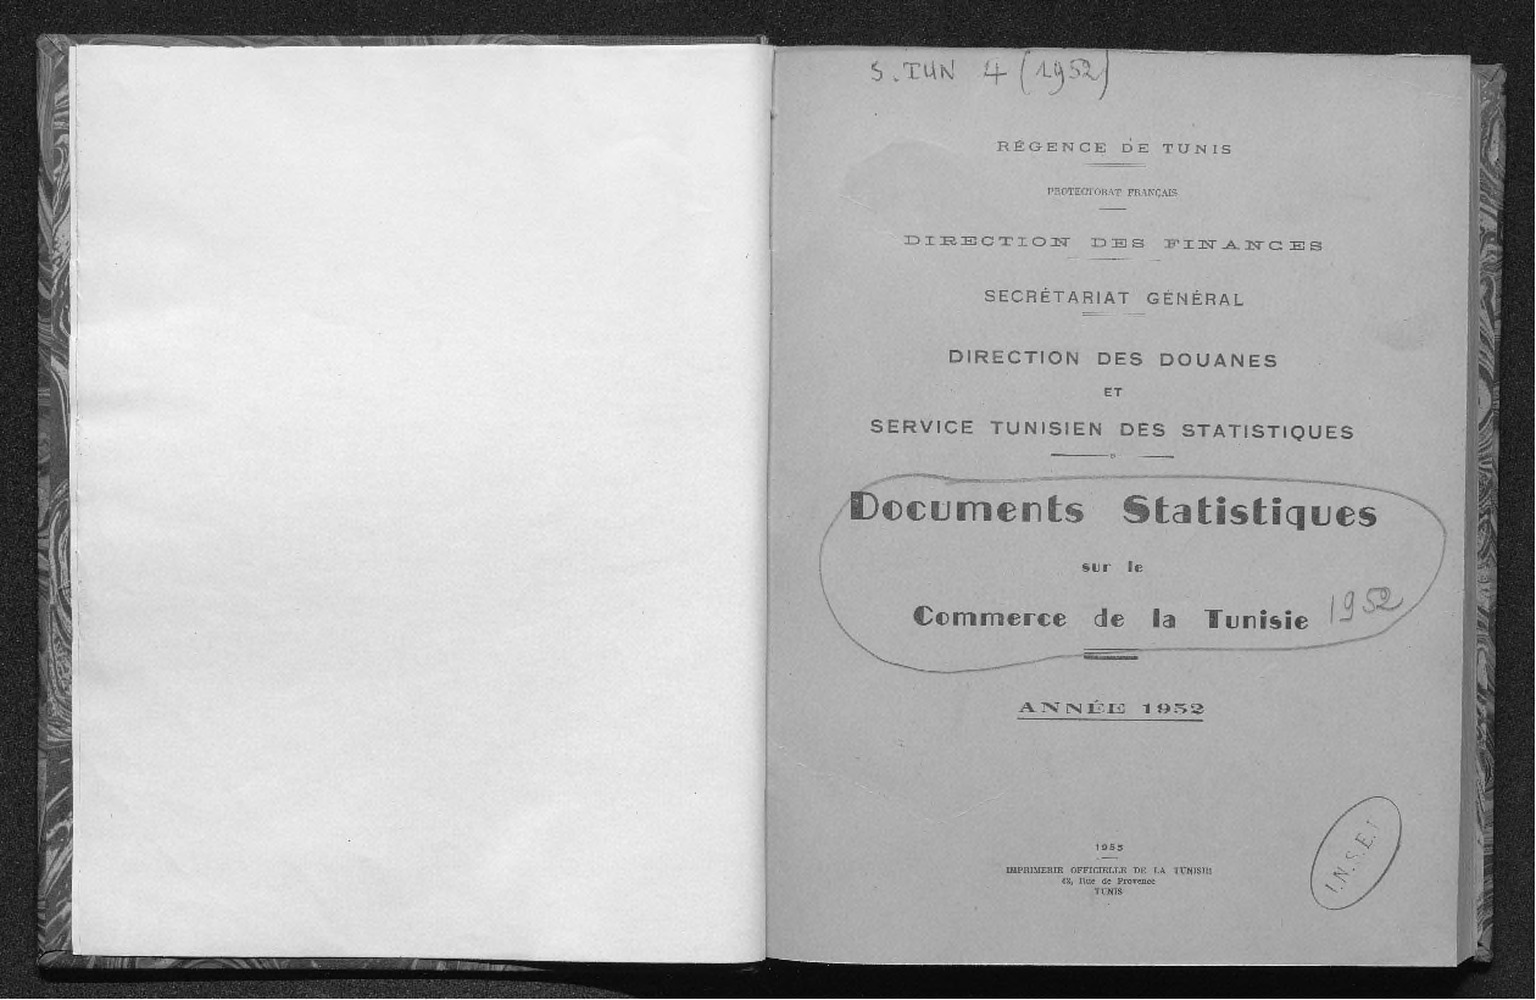 S. TUN 4 (1952)
RÉGENCE DE TUNIS
PROTECTORAT FRANÇAIS
DIRECTION DES FINANCES
SECRÉTARIAT GÉNÉRAL
DIRECTION DES DOUANES
ET
SERVICE TUNISIEN DES STATISTIQUES
Documents Statistiques
sur le
Commerce de la Tunisie 1952
ANNÉE 1952
IMPRIMERIE OFFICIELLE DE LA TUNISIE
Rue de Provence
TUNIS
I.N.S.E.